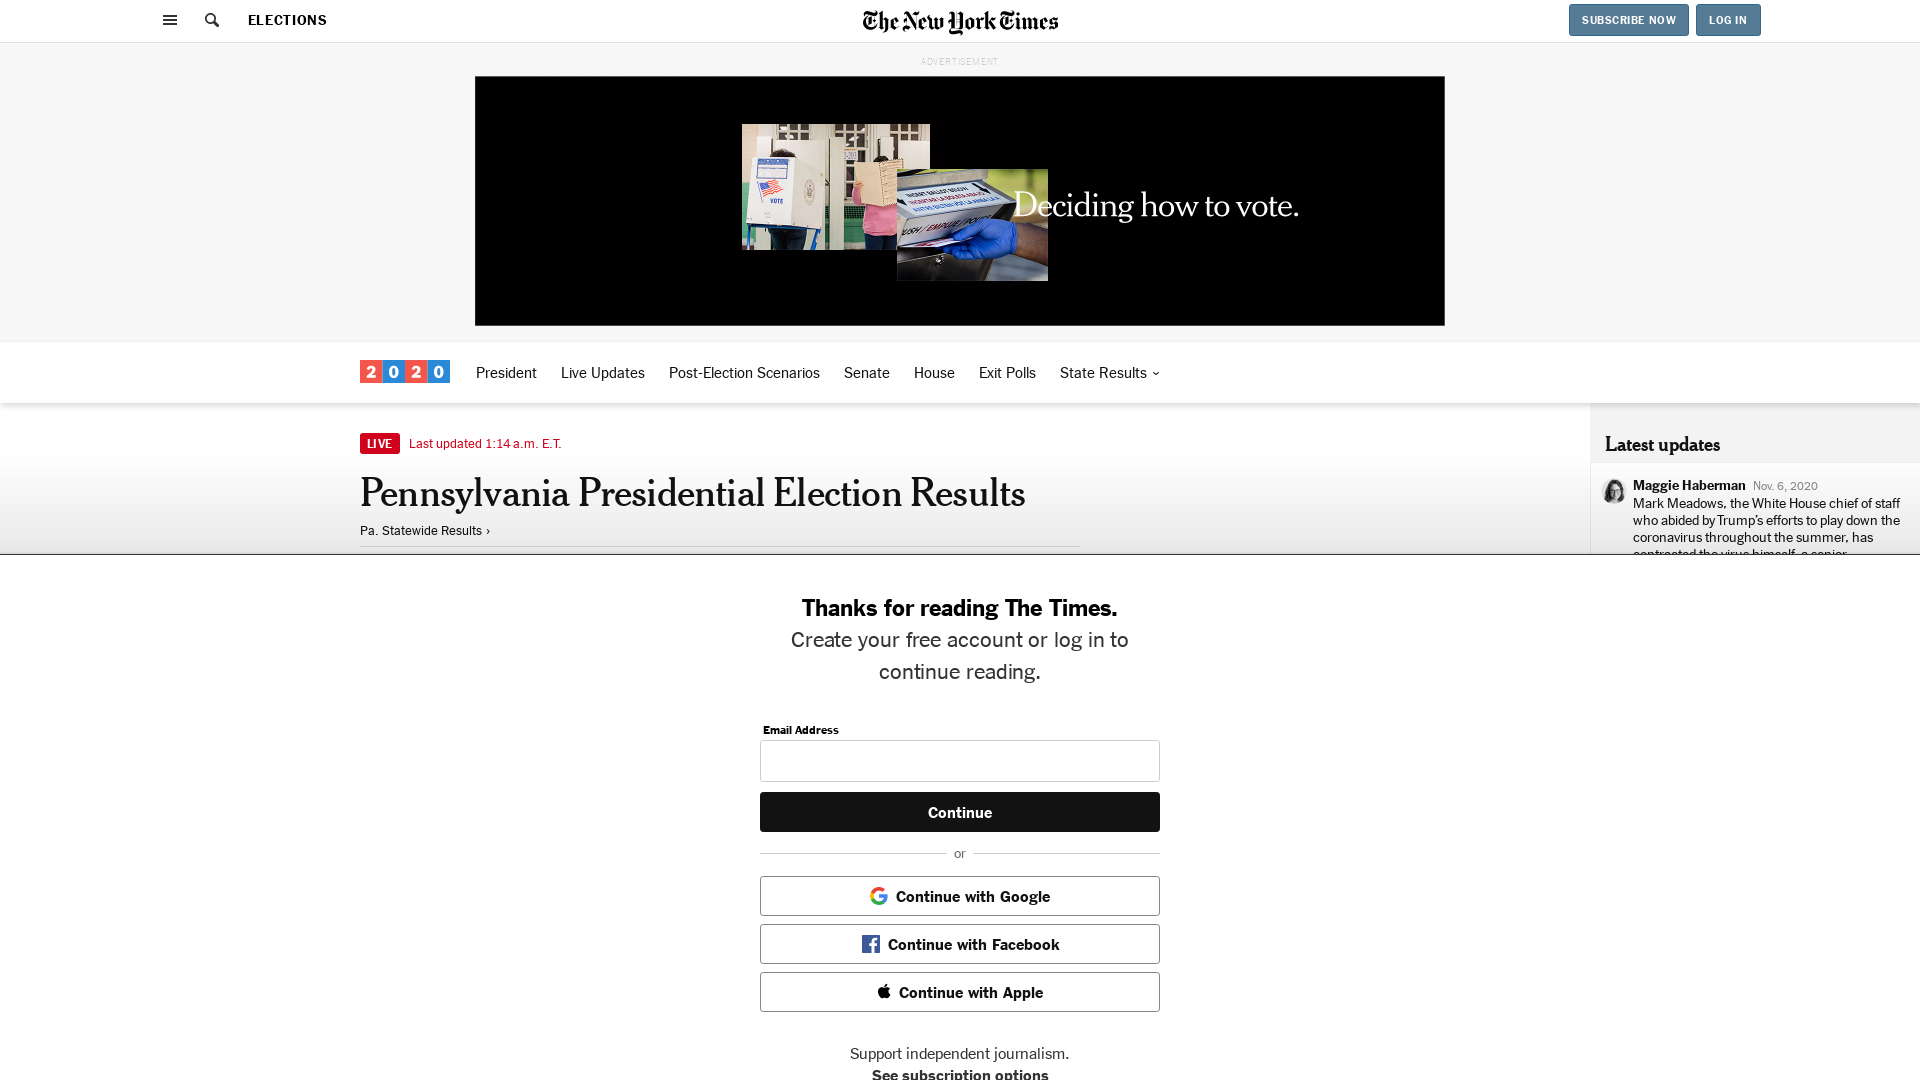 ELECTIONS
The New York Times
SUBSCRIBE NOW
LOG IN
ADVERTISEMENT
VOTE
Deciding how to vote.
2020
President
Live Updates
Post-Election Scenarios
Senate
House
Exit Polls
State Results
LIVE
Last updated 1:14 a.m. E.T.
Pennsylvania Presidential Election Results
Pa. Statewide Results ›
Latest updates
Maggie Haberman Nov. 6, 2020
Mark Meadows, the White House chief of staff
who abided by Trump’s efforts to play down the
coronavirus throughout the summer, has
contracted the virus himself, a senior
Thanks for reading The Times.
Create your free account or log in to
continue reading.
Email Address
Continue
or
Continue with Google
Continue with Facebook
Continue with Apple
Support independent journalism.
See subscription options